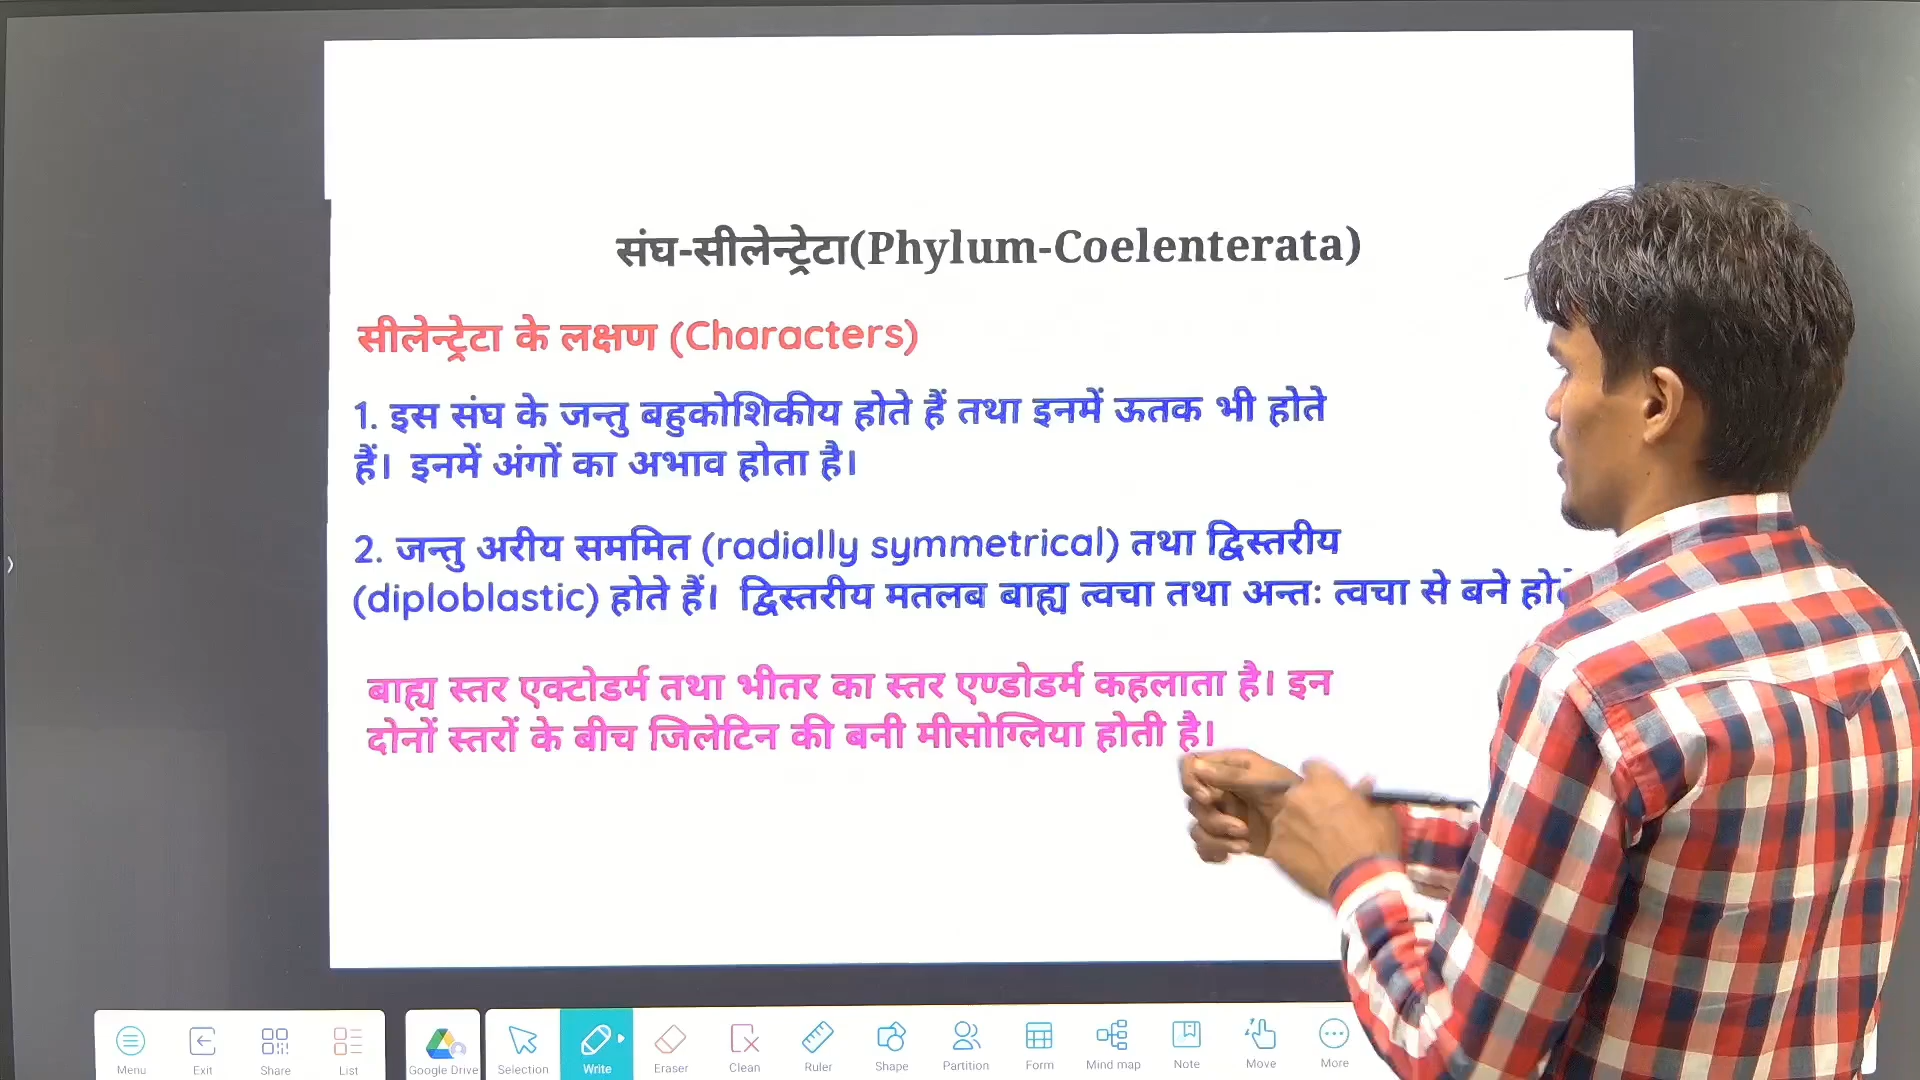 संघ-सीलेन्ट्रेटा(Phylum-Coelenterata)
सीलेन्ट्रेटा के लक्षण (Characters)
1. इस संघ के जन्तु बहुकोशिकीय होते हैं तथा इनमें ऊतक भी होते
हैं। इनमें अंगों का अभाव होता है।
2. जन्तु अरीय सममित (radially symmetrical) तथा द्विस्तरीय
(diploblastic) होते हैं। द्विस्तरीय मतलब बाह्य त्वचा तथा अन्तः त्वचा से बने
बाह्य स्तर एक्टोडर्म तथा भीतर का स्तर एण्डोडर्म कहलाता है। इन
दोनों स्तरों के बीच जिलेटिन की बनी मीसोग्लिया होती है।
Menu Exit Share List Google Drive Selection Write Eraser Clean Ruler Shape Partition Form Mind map Note Move More